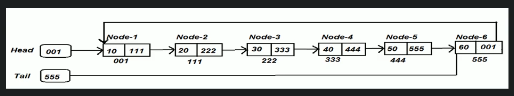 Node-1 Node-2 Node-3 Node-4 Node-5 Node-6
Head 001 10 111 20 222 30 333 40 444 50 555 60 001
001 111 222 333 444 555
Tail 555